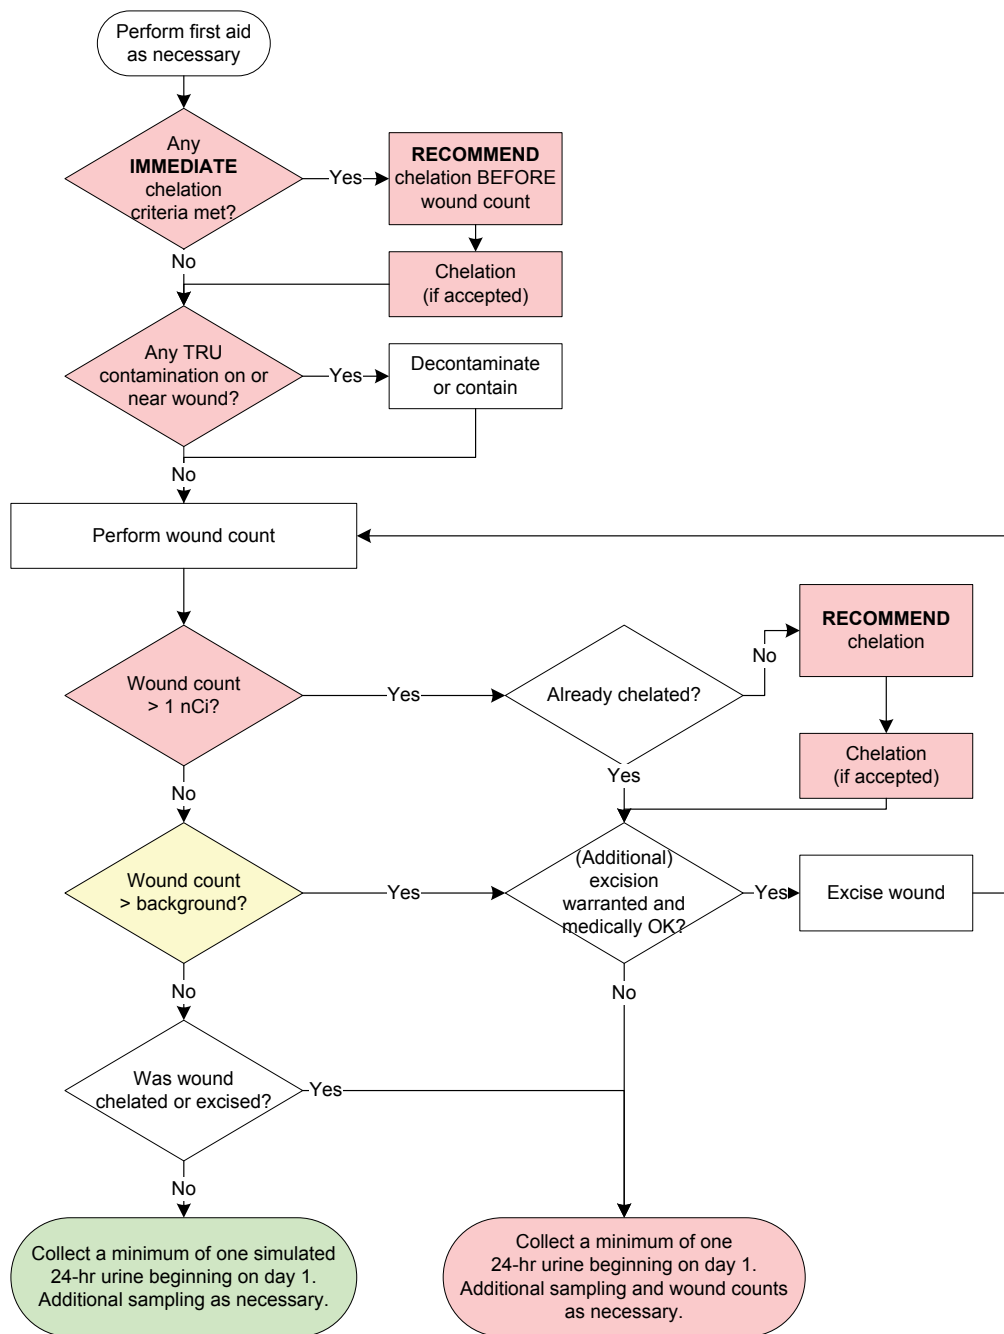 Perform first aid
as necessary
Any
IMMEDIATE
chelation
criteria met?
Yes
RECOMMEND
chelation BEFORE
wound count
No
Chelation
(if accepted)
Any TRU
contamination on or
near wound?
Yes
Decontaminate
or contain
No
Perform wound count
Wound count
> 1 nCi?
Yes
Already chelated?
No
RECOMMEND
chelation
Chelation
(if accepted)
Yes
No
Wound count
> background?
Yes
(Additional)
excision
warranted and
medically OK?
Yes
Excise wound
No
No
Was wound
chelated or excised?
Yes
No
Collect a minimum of one simulated
24-hr urine beginning on day 1.
Additional sampling as necessary.
Collect a minimum of one
24-hr urine beginning on day 1.
Additional sampling and wound counts
as necessary.